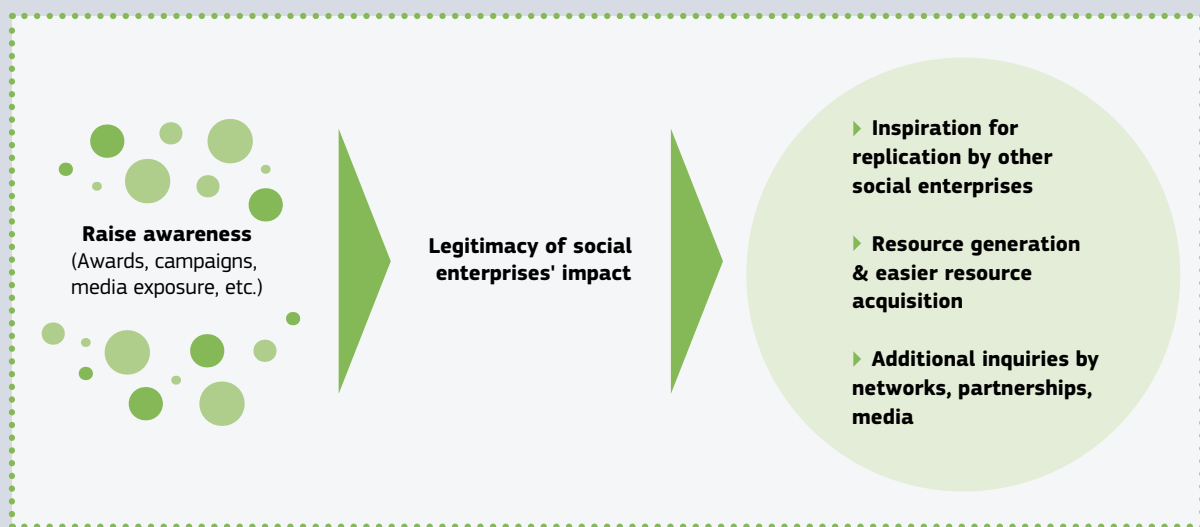 Raise awareness
(Awards, campaigns,
media exposure, etc.)
Legitimacy of social
enterprises' impact
Inspiration for
replication by other
social enterprises
Resource generation
& easier resource
acquisition
Additional inquiries by
networks, partnerships,
media